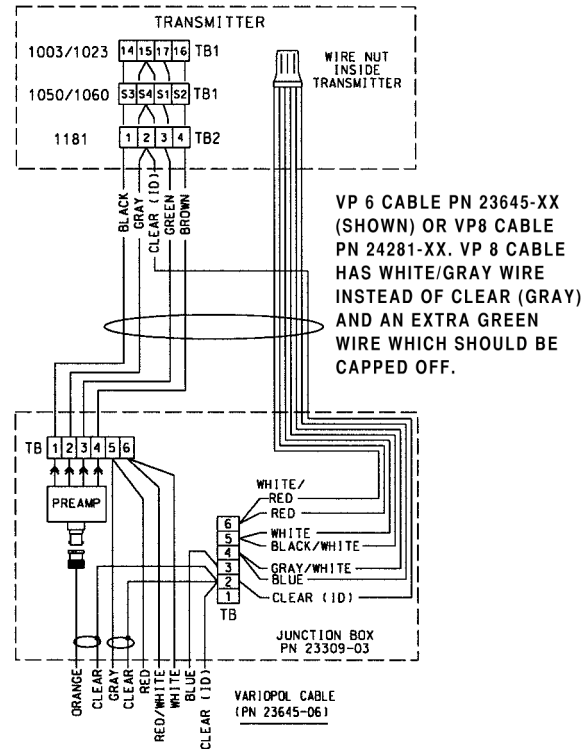 TRANSMITTER
1003/1023 14 15 17 16 TB1
WIRE NUT
INSIDE
TRANSMITTER
1050/1060 S3 S4 S1 S2 TB1
1181 1 2 3 4 TB2
BLACK
GRAY
CLEAR (ID)
GREEN
BROWN
VP 6 CABLE PN 23645-XX
(SHOWN) OR VP8 CABLE
PN 24281-XX. VP 8 CABLE
HAS WHITE/GRAY WIRE
INSTEAD OF CLEAR (GRAY)
AND AN EXTRA GREEN
WIRE WHICH SHOULD BE
CAPPED OFF.
TB 1 2 3 4 5 6
PREAMP
WHITE/
RED
6 RED
5 WHITE
BLACK/WHITE
4
3 GRAY/WHITE
2 BLUE
1 CLEAR (ID)
TB
JUNCTION BOX
PN 23309-03
ORANGE
CLEAR
GRAY
CLEAR
RED
RED/WHITE
WHITE
BLUE
CLEAR (ID)
VARIOPOL CABLE
(PN 23645-06)